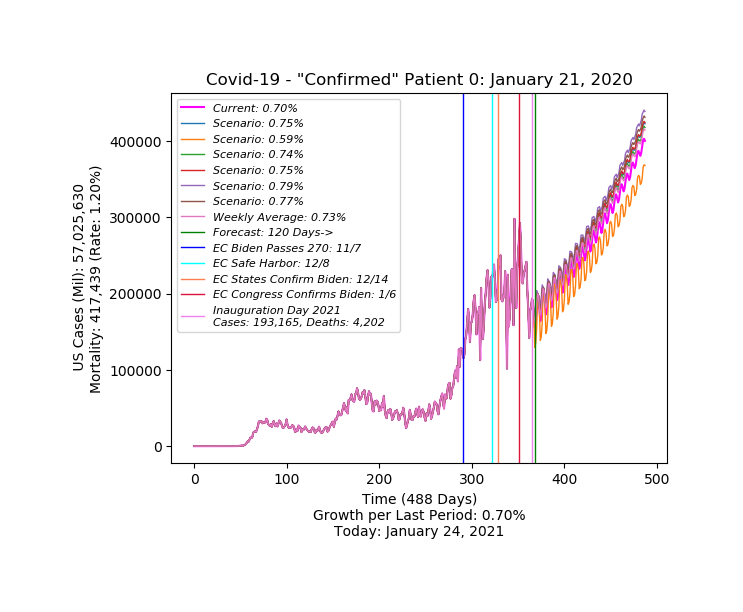 Covid-19 - "Confirmed" Patient 0: January 21, 2020
Current: 0.70%
Scenario: 0.75%
Scenario: 0.59%
Scenario: 0.74%
Scenario: 0.75%
Scenario: 0.79%
Scenario: 0.77%
Weekly Average: 0.73%
Forecast: 120 Days->
EC Biden Passes 270: 11/7
EC Safe Harbor: 12/8
EC States Confirm Biden: 12/14
EC Congress Confirms Biden: 1/6
Inauguration Day 2021
Cases: 193,165, Deaths: 4,202
US Cases (Mil): 57,025,630
Mortality: 417,439 (Rate: 1.20%)
400000
300000
200000
100000
0
0 100 200 300 400 500
Time (488 Days)
Growth per Last Period: 0.70%
Today: January 24, 2021